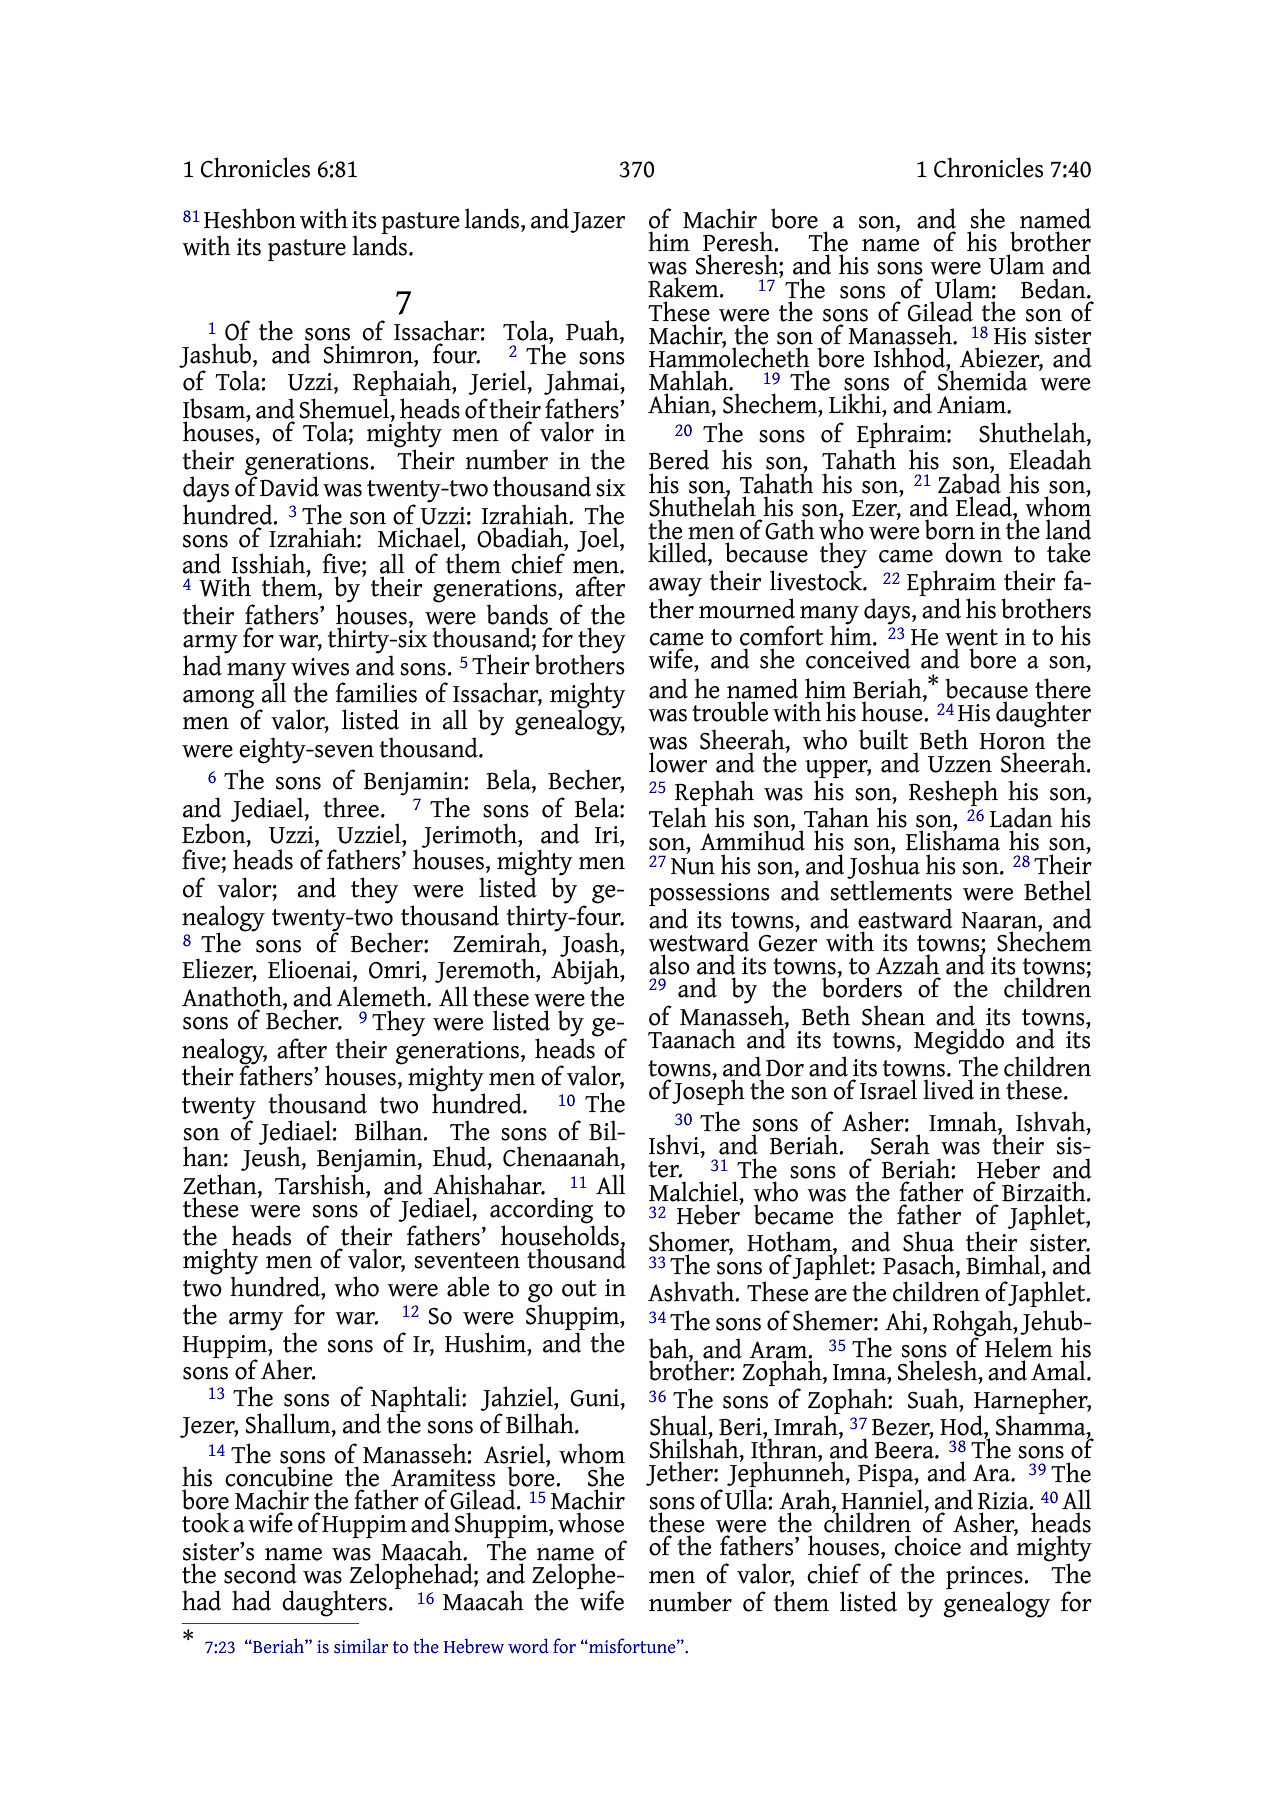 1 Chronicles 6:81
370
1 Chronicles 7:40
81 Heshbon with its pasture lands, and Jazer
with its pasture lands.
7
1 Of the sons of Issachar: Tola, Puah,
Jashub, and Shimron, four. 2 The sons
of Tola: Uzzi, Rephaiah, Jeriel, Jahmai,
Ibsam, and Shemuel, heads of their fathers’
houses, of Tola; mighty men of valor in
their generations. Their number in the
days of David was twenty-two thousand six
hundred. 3 The son of Uzzi: Izrahiah. The
sons of Izrahiah: Michael, Obadiah, Joel,
and Isshiah, five; all of them chief men.
4 With them, by their generations, after
their fathers’ houses, were bands of the
army for war, thirty-six thousand; for they
had many wives and sons. 5 Their brothers
among all the families of Issachar, mighty
men of valor, listed in all by genealogy,
were eighty-seven thousand.
6 The sons of Benjamin: Bela, Becher,
and Jediael, three. 7 The sons of Bela:
Ezbon, Uzzi, Uzziel, Jerimoth, and Iri,
five; heads of fathers’ houses, mighty men
of valor; and they were listed by ge-
nealogy twenty-two thousand thirty-four.
8 The sons of Becher: Zemirah, Joash,
Eliezer, Elioenai, Omri, Jeremoth, Abijah,
Anathoth, and Alemeth. All these were the
sons of Becher. 9 They were listed by ge-
nealogy, after their generations, heads of
their fathers’ houses, mighty men of valor,
twenty thousand two hundred. 10 The
son of Jediael: Bilhan. The sons of Bil-
han: Jeush, Benjamin, Ehud, Chenaanah,
Zethan, Tarshish, and Ahishahar. 11 All
these were sons of Jediael, according to
the heads of their fathers’ households,
mighty men of valor, seventeen thousand
two hundred, who were able to go out in
the army for war. 12 So were Shuppim,
Huppim, the sons of Ir, Hushim, and the
sons of Aher.
13 The sons of Naphtali: Jahziel, Guni,
Jezer, Shallum, and the sons of Bilhah.
14 The sons of Manasseh: Asriel, whom
his concubine the Aramitess bore. She
bore Machir the father of Gilead. 15 Machir
took a wife of Huppim and Shuppim, whose
sister’s name was Maacah. The name of
the second was Zelophehad; and Zelophe-
had had daughters. 16 Maacah the wife
of Machir bore a son, and she named
him Peresh. The name of his brother
was Sheresh; and his sons were Ulam and
Rakem. 17 The sons of Ulam: Bedan.
These were the sons of Gilead the son of
Machir, the son of Manasseh. 18 His sister
Hammolecheth bore Ishhod, Abiezer, and
Mahlah. 19 The sons of Shemida were
Ahian, Shechem, Likhi, and Aniam.
20 The sons of Ephraim: Shuthelah,
Bered his son, Tahath his son, Eleadah
his son, Tahath his son, 21 Zabad his son,
Shuthelah his son, Ezer, and Elead, whom
the men of Gath who were born in the land
killed, because they came down to take
away their livestock. 22 Ephraim their fa-
ther mourned many days, and his brothers
came to comfort him. 23 He went in to his
wife, and she conceived and bore a son,
and he named him Beriah,* because there
was trouble with his house. 24 His daughter
was Sheerah, who built Beth Horon the
lower and the upper, and Uzzen Sheerah.
25 Rephah was his son, Resheph his son,
Telah his son, Tahan his son, 26 Ladan his
son, Ammihud his son, Elishama his son,
27 Nun his son, and Joshua his son. 28 Their
possessions and settlements were Bethel
and its towns, and eastward Naaran, and
westward Gezer with its towns; Shechem
also and its towns, to Azzah and its towns;
29 and by the borders of the children
of Manasseh, Beth Shean and its towns,
Taanach and its towns, Megiddo and its
towns, and Dor and its towns. The children
of Joseph the son of Israel lived in these.
30 The sons of Asher: Imnah, Ishvah,
Ishvi, and Beriah. Serah was their sis-
ter. 31 The sons of Beriah: Heber and
Malchiel, who was the father of Birzaith.
32 Heber became the father of Japhlet,
Shomer, Hotham, and Shua their sister.
33 The sons of Japhlet: Pasach, Bimhal, and
Ashvath. These are the children of Japhlet.
34 The sons of Shemer: Ahi, Rohgah, Jehub-
bah, and Aram. 35 The sons of Helem his
brother: Zophah, Imna, Shelesh, and Amal.
36 The sons of Zophah: Suah, Harnepher,
Shual, Beri, Imrah, 37 Bezer, Hod, Shamma,
Shilshah, Ithran, and Beera. 38 The sons of
Jether: Jephunneh, Pispa, and Ara. 39 The
sons of Ulla: Arah, Hanniel, and Rizia. 40 All
these were the children of Asher, heads
of the fathers’ houses, choice and mighty
men of valor, chief of the princes. The
number of them listed by genealogy for
* 7:23 “Beriah” is similar to the Hebrew word for “misfortune”.